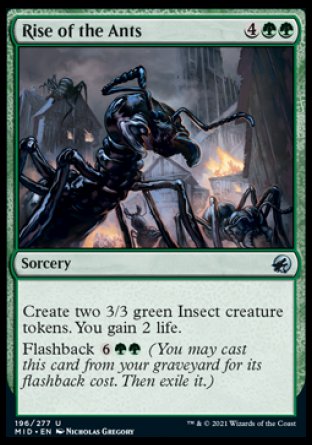 Rise of the Ants 4
Sorcery
Create two 3/3 green Insect creature
tokens. You gain 2 life.
Flashback 6 (You may cast
this card from your graveyard for its
flashback cost. Then exile it.)
196/277 U
MID • EN Nicholas Gregory
™ & © 2021 Wizards of the Coast